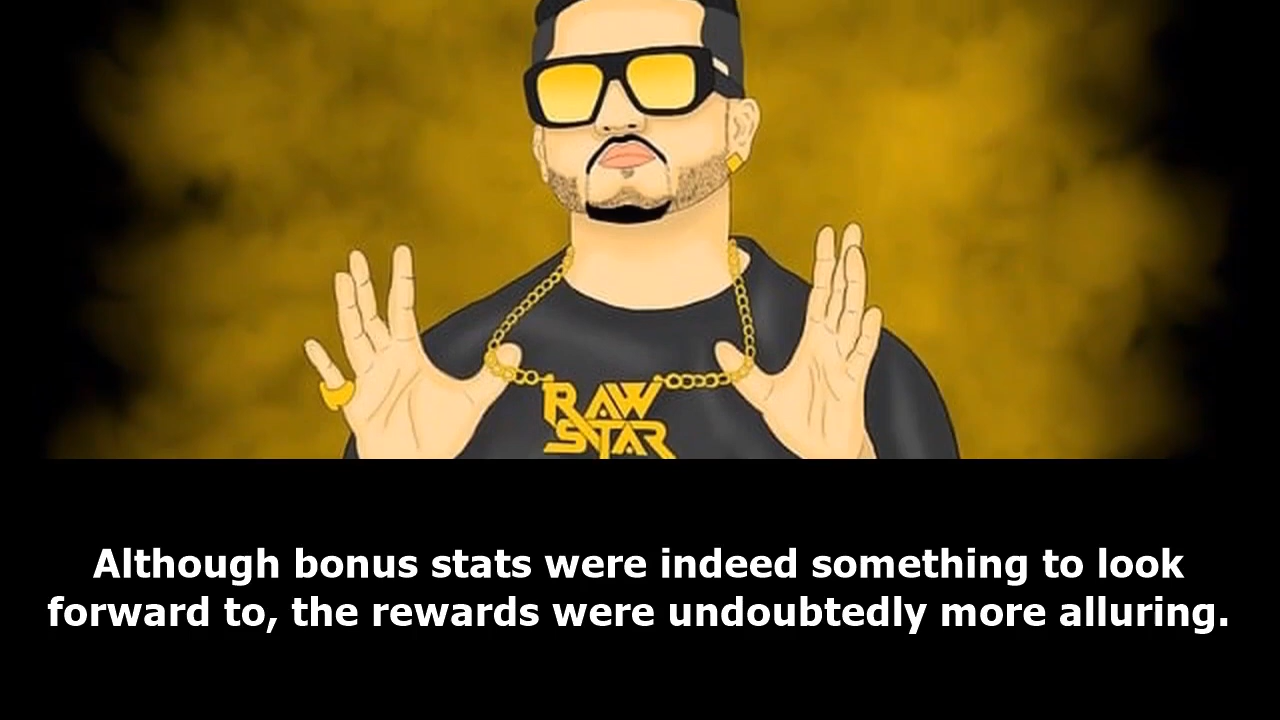 RAW
STAR
Although bonus stats were indeed something to look
forward to, the rewards were undoubtedly more alluring.